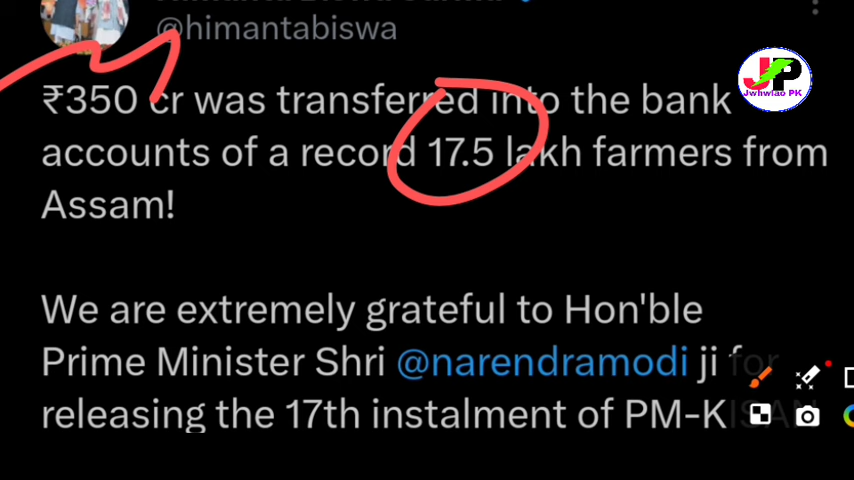 @himantabiswa
₹350 cr was transferred into the bank
accounts of a record 17.5 lakh farmers from
Assam!
We are extremely grateful to Hon'ble
Prime Minister Shri @narendramodi ji for
releasing the 17th instalment of PM-KISAN
JP
Jwhwlao PK